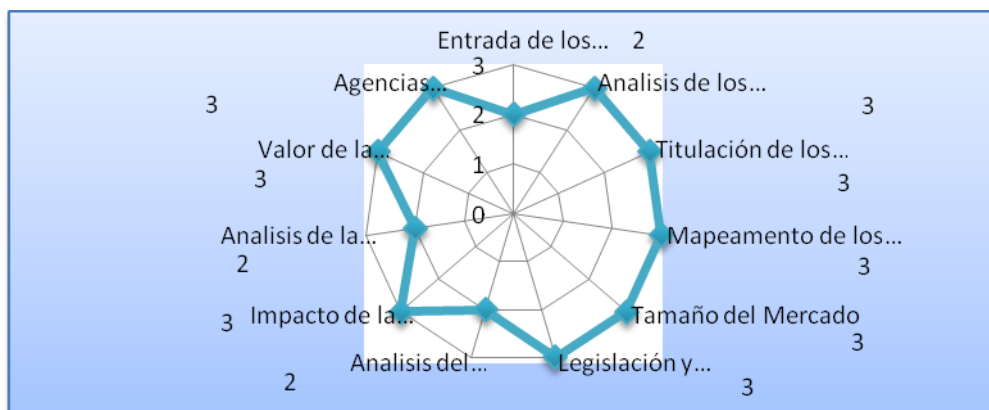 Entrada de los... 2
3
Agencias... Analisis de los...
3 3
2
Valor de la... Titulación de los...
3 1 3
0
Analisis de la... Mapeamento de los...
2 3
Impacto de la... Tamaño del Mercado
3 3
Analisis del... Legislación y...
2 3